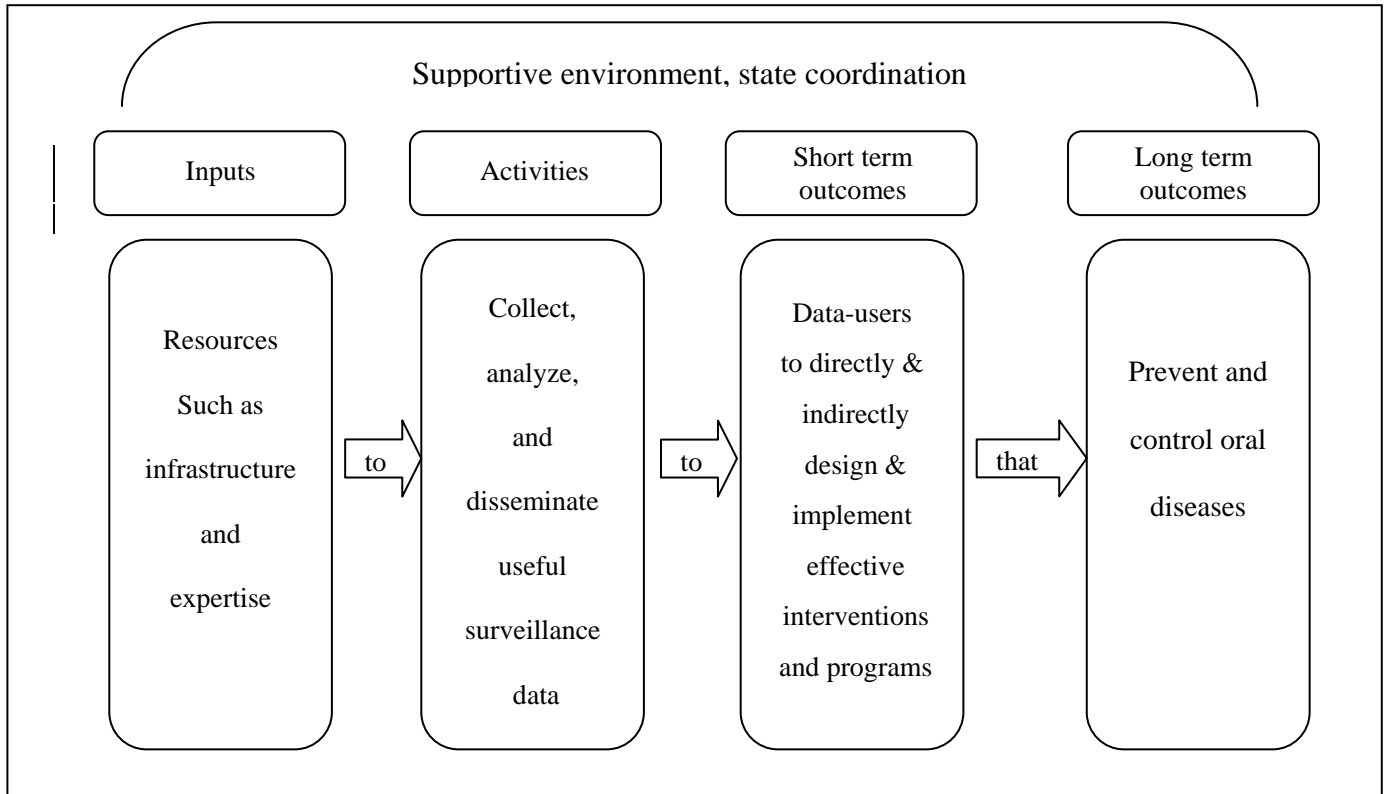 Supportive environment, state coordination
Inputs
Activities
Short term
outcomes
Long term
outcomes
Resources
Such as
infrastructure
and
expertise
to
Collect,
analyze,
and
disseminate
useful
surveillance
data
to
Data-users
to directly &
indirectly
design &
implement
effective
interventions
and programs
that
Prevent and
control oral
diseases